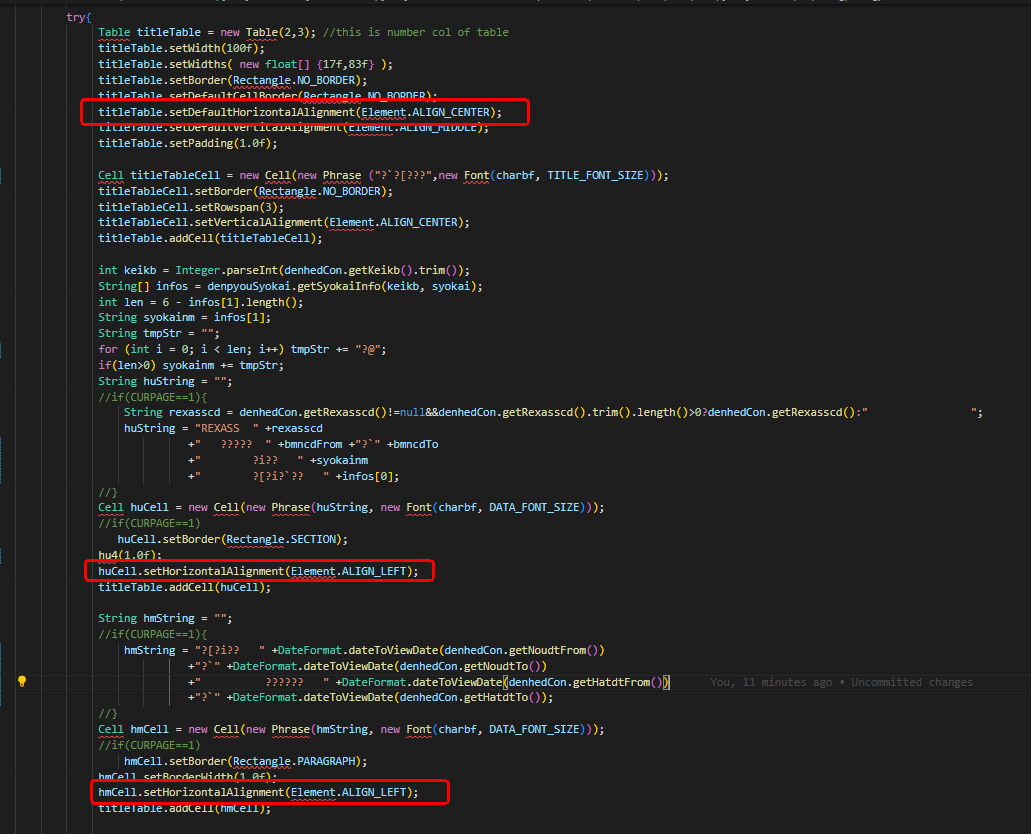 try{
Table titleTable = new Table(2,3); //this is number col of table
titleTable.setWidth(100f);
titleTable.setWidths( new float[] {17f,83f} );
titleTable.setBorder(Rectangle.NO_BORDER);
titleTable.setDefaultCellBorder(Rectangle.NO_BORDER);
titleTable.setDefaultHorizontalAlignment(Element.ALIGN_CENTER);
titleTable.setDefaultVerticalAlignment(Element.ALIGN_MIDDLE);
titleTable.setPadding(1.0f);
Cell titleTableCell = new Cell(new Phrase ("?`?[???",new Font(charbf, TITLE_FONT_SIZE)));
titleTableCell.setBorder(Rectangle.NO_BORDER);
titleTableCell.setRowspan(3);
titleTableCell.setVerticalAlignment(Element.ALIGN_CENTER);
titleTable.addCell(titleTableCell);
int keikb = Integer.parseInt(denhedCon.getKeikb().trim());
String[] infos = denpyouSyokai.getSyokaiInfo(keikb, syokai);
int len = 6 - infos[1].length();
String syokainm = infos[1];
String tmpStr = "";
for (int i = 0; i < len; i++) tmpStr += "?@";
if(len>0) syokainm += tmpStr;
String huString = "";
//if(CURPAGE==1){
String rexasscd = denhedCon.getRexasscd()!=null&&denhedCon.getRexasscd().trim().length()>0?denhedCon.getRexasscd():"                ";
huString = "REXASS  " +rexasscd
+"   ?????  " +bmncdFrom +"?`" +bmncdTo
+"        ?i??   " +syokainm
+"        ?[?i?`??   " +infos[0];
//}
Cell huCell = new Cell(new Phrase(huString, new Font(charbf, DATA_FONT_SIZE)));
//if(CURPAGE==1)
huCell.setBorder(Rectangle.SECTION);
hu4(1.0f);
huCell.setHorizontalAlignment(Element.ALIGN_LEFT);
titleTable.addCell(huCell);
String hmString = "";
//if(CURPAGE==1){
hmString = "?[?i??   " +DateFormat.dateToViewDate(denhedCon.getNoudtFrom())
+"?`" +DateFormat.dateToViewDate(denhedCon.getNoudtTo())
+"          ??????   " +DateFormat.dateToViewDate(denhedCon.getHatdtFrom()) You, 11 minutes ago • Uncommitted changes
+"?`" +DateFormat.dateToViewDate(denhedCon.getHatdtTo());
//}
Cell hmCell = new Cell(new Phrase(hmString, new Font(charbf, DATA_FONT_SIZE)));
//if(CURPAGE==1)
hmCell.setBorder(Rectangle.PARAGRAPH);
hmCell.setBorderWidth(1.0f);
hmCell.setHorizontalAlignment(Element.ALIGN_LEFT);
titleTable.addCell(hmCell);